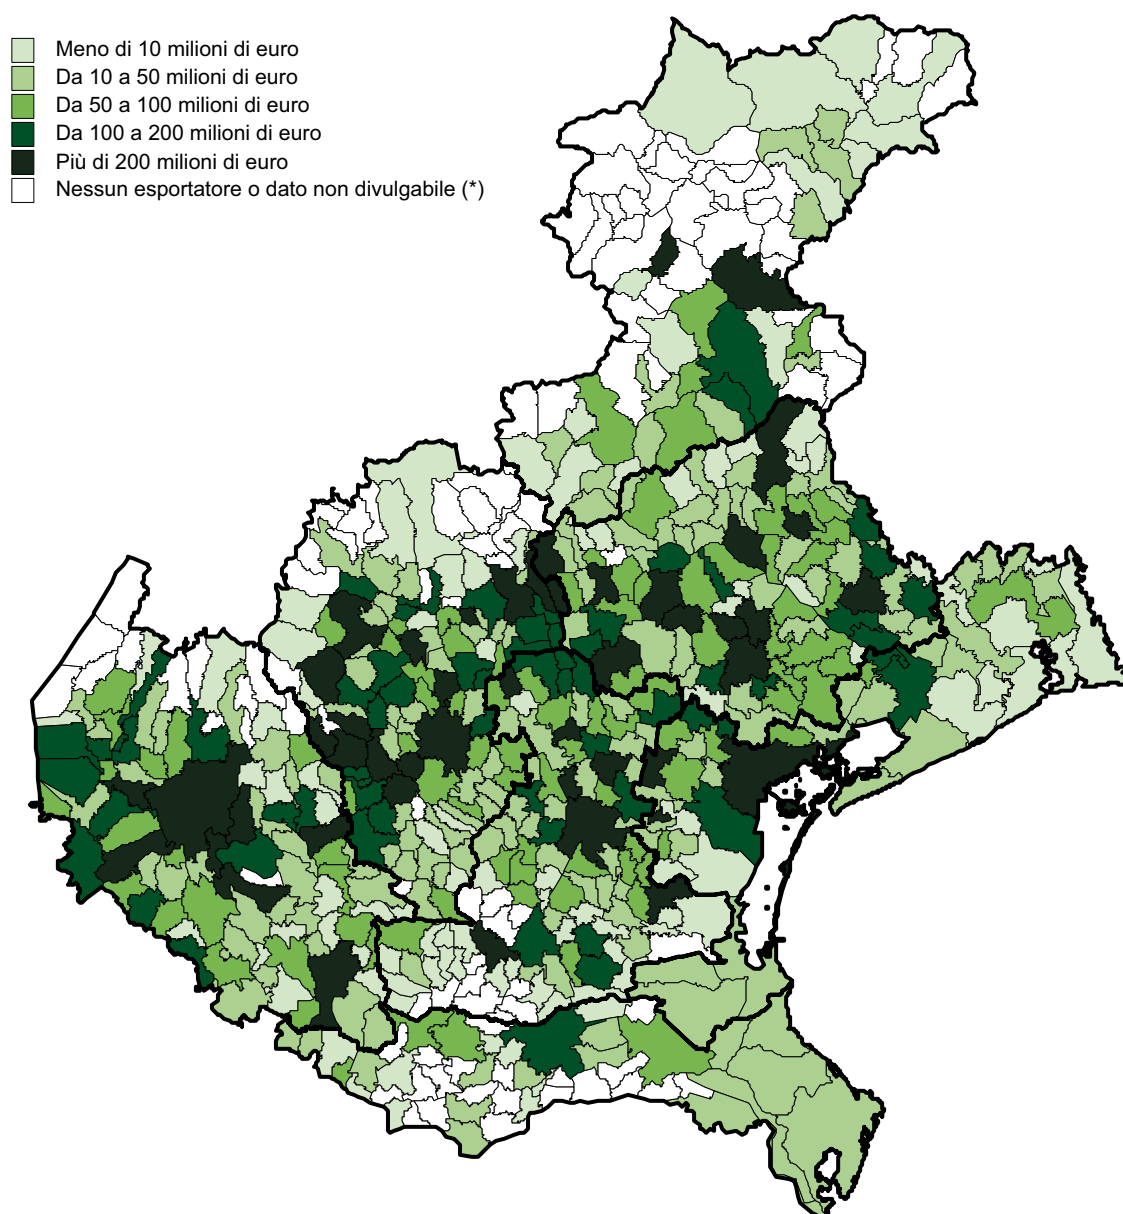 Meno di 10 milioni di euro
Da 10 a 50 milioni di euro
Da 50 a 100 milioni di euro
Da 100 a 200 milioni di euro
Più di 200 milioni di euro
Nessun esportatore o dato non divulgabile (*)